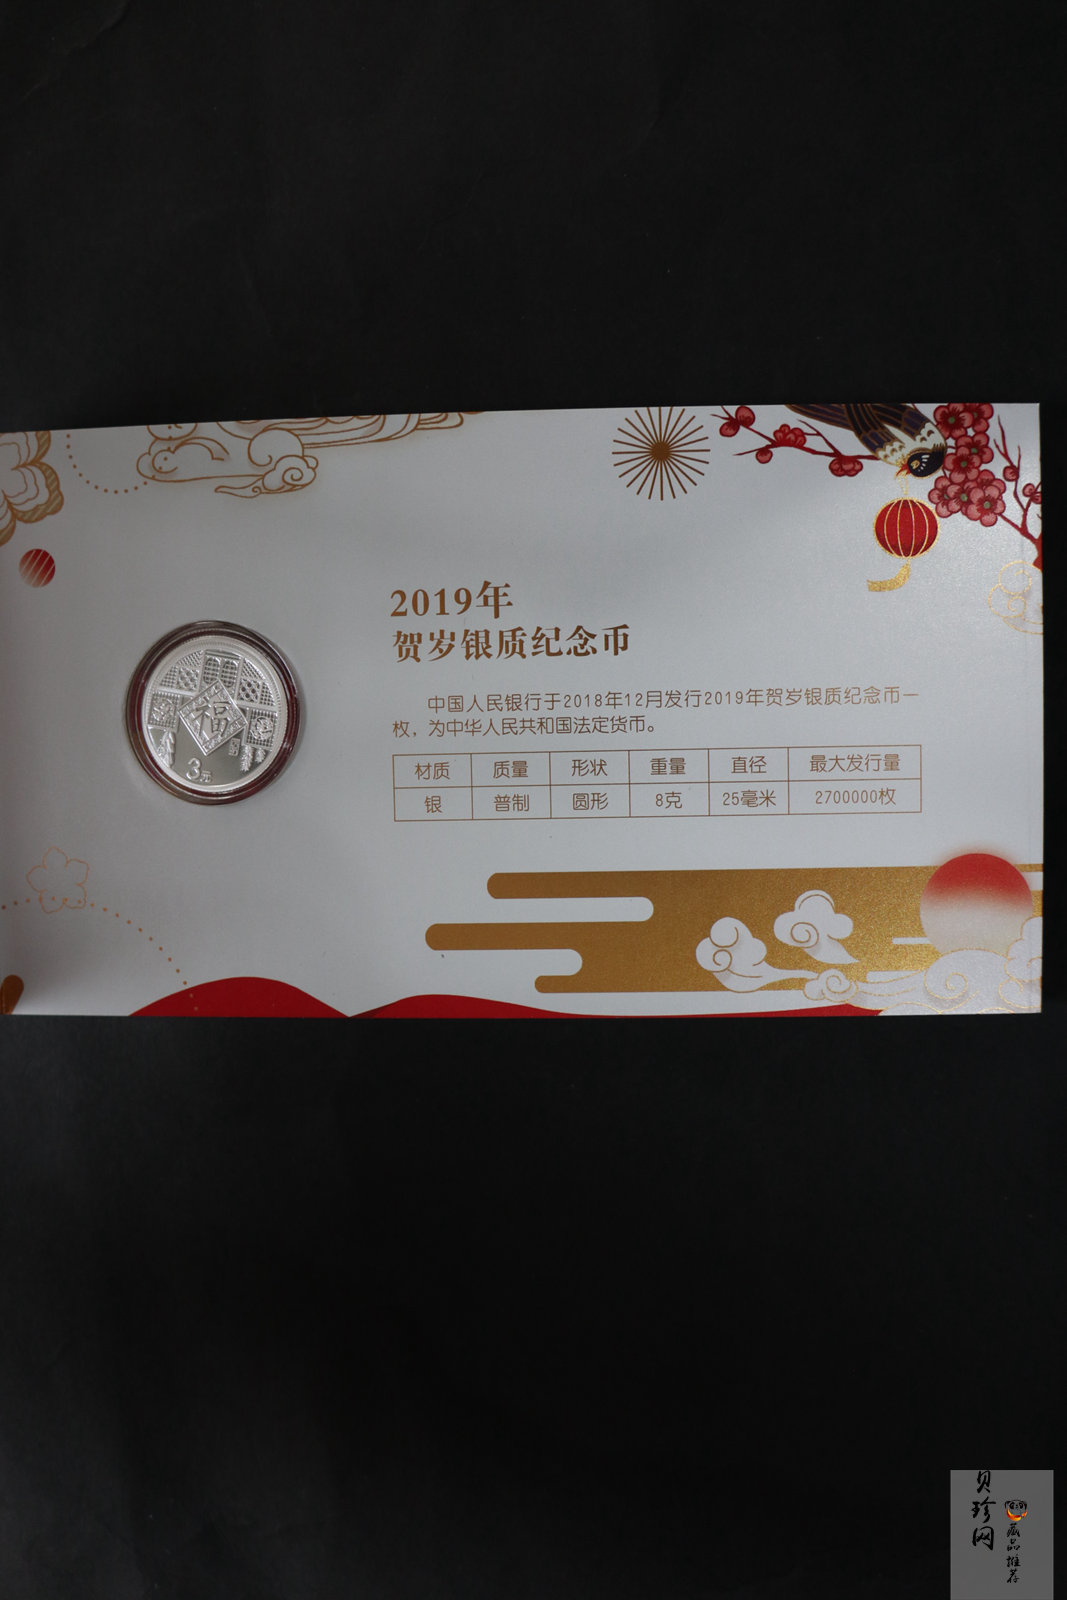 2019年
贺岁银质纪念币
中国人民银行于2018年12月发行2019年贺岁银质纪念币一
枚，为中华人民共和国法定货币。
材质 质量 形状 重量 直径 最大发行量
银 普制 圆形 8克 25毫米 2700000枚
福
3元
贝珍网
藏品推荐